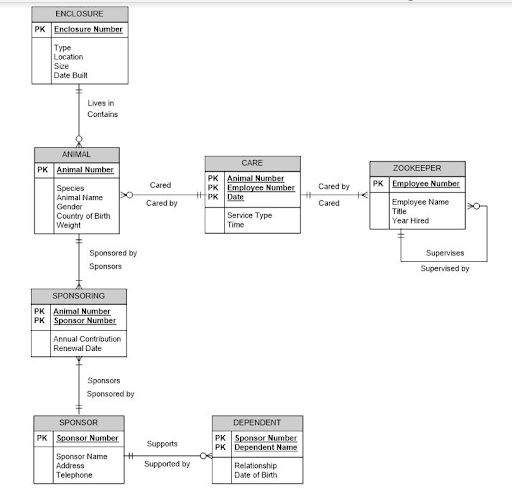 ENCLOSURE
PK Enclosure Number
Type
Location
Size
Date Built
Lives in
Contains
ANIMAL
PK Animal Number
Species
Animal Name
Gender
Country of Birth
Weight
Cared
Cared by
CARE
PK Animal Number
PK Employee Number
PK Date
Service Type
Time
Cared by
Cared
ZOOKEEPER
PK Employee Number
Employee Name
Title
Year Hired
Supervises
Supervised by
Sponsored by
Sponsors
SPONSORING
PK Animal Number
PK Sponsor Number
Annual Contribution
Renewal Date
Sponsors
Sponsored by
SPONSOR
PK Sponsor Number
Sponsor Name
Address
Telephone
Supports
Supported by
DEPENDENT
PK Sponsor Number
PK Dependent Name
Relationship
Date of Birth